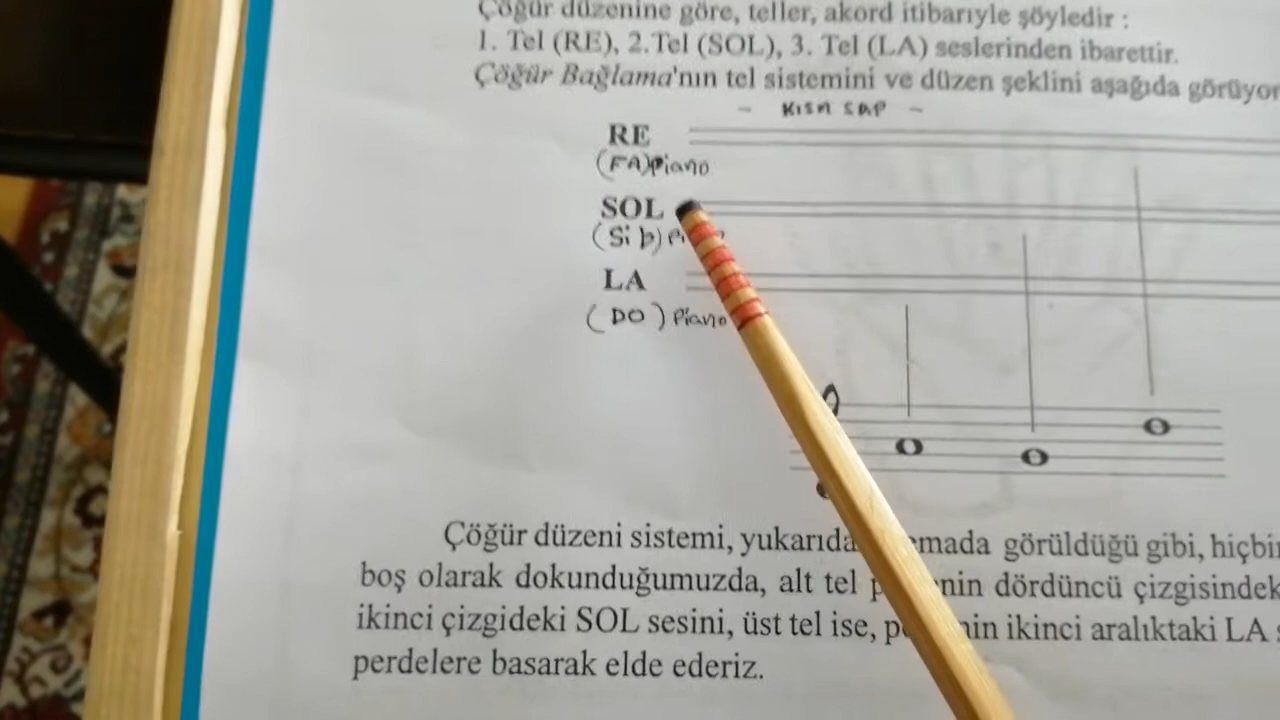 Çöğür düzenine göre, teller, akord itibarıyle şöyledir :
1. Tel (RE), 2.Tel (SOL), 3. Tel (LA) seslerinden ibarettir.
Çöğür Bağlama'nın tel sistemini ve düzen şeklini aşağıda görüyor
- KISA SAP -
RE
(FA)Piano
SOL
(Si b)
LA
(DO) Piano
Çöğür düzeni sistemi, yukarıda görüldüğü gibi, hiçbir
boş olarak dokunduğumuzda, alt tel dördüncü çizgisindek
ikinci çizgideki SOL sesini, üst tel ise, ikinci aralıktaki LA
perdelere basarak elde ederiz.